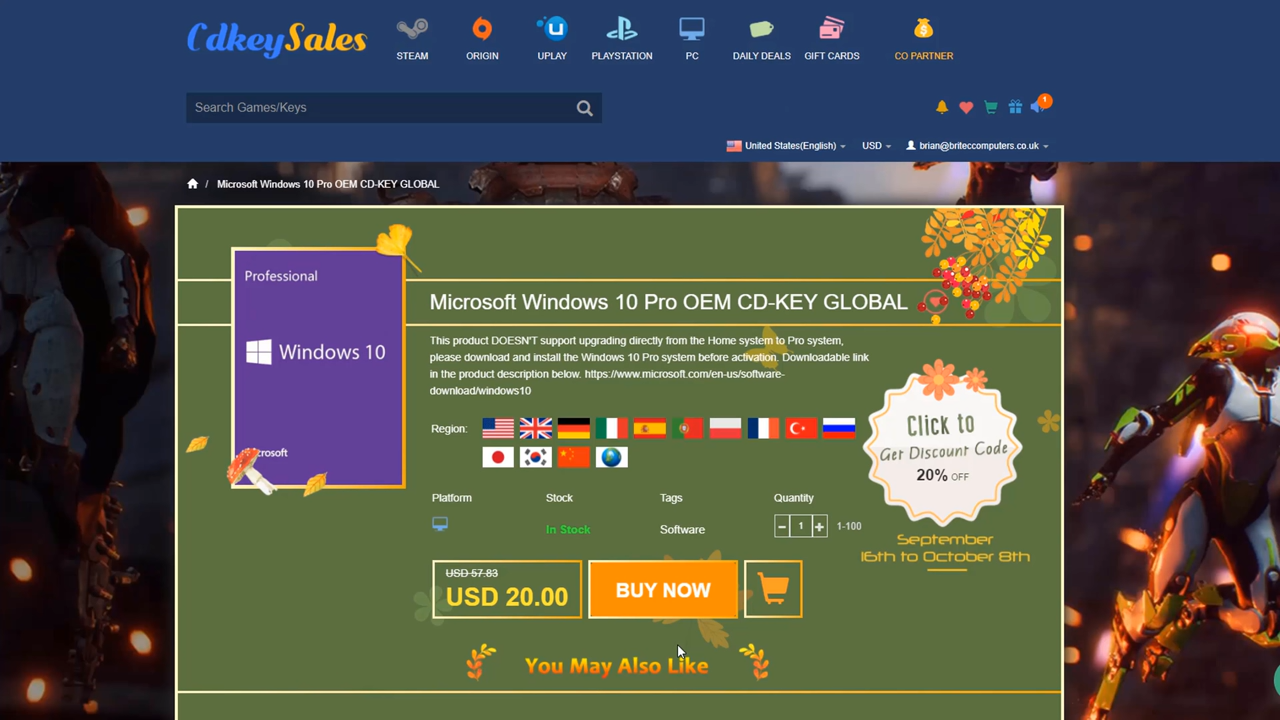 CdkeySales
STEAM
ORIGIN
UPLAY
PLAYSTATION
PC
DAILY DEALS
GIFT CARDS
CO PARTNER
Search Games/Keys
1
United States(English)
USD
brian@briteccomputers.co.uk
/ Microsoft Windows 10 Pro OEM CD-KEY GLOBAL
Professional
Windows 10
Microsoft Windows 10 Pro OEM CD-KEY GLOBAL
This product DOESN'T support upgrading directly from the Home system to Pro system,
please download and install the Windows 10 Pro system before activation. Downloadable link
in the product description below. https://www.microsoft.com/en-us/software-
download/windows10
Region:
Click to
Get Discount Code
20% OFF
September
16th to October 8th
Platform
Stock
Tags
Quantity
In Stock
Software
1
1-100
USD 57.83
USD 20.00
BUY NOW
You May Also Like